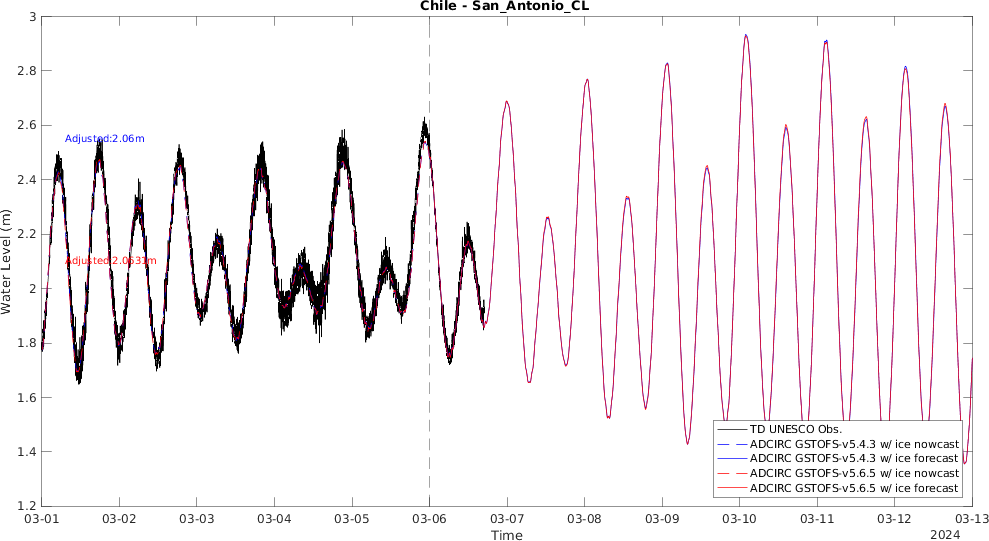 Chile - San_Antonio_CL
3
2.8
2.6
2.4
2.2
2
1.8
1.6
1.4
1.2
Water Level (m)
Adjusted:2.06m
Adjusted:2.0631m
TD UNESCO Obs.
ADCIRC GSTOFS-v5.4.3 w/ ice nowcast
ADCIRC GSTOFS-v5.4.3 w/ ice forecast
ADCIRC GSTOFS-v5.6.5 w/ ice nowcast
ADCIRC GSTOFS-v5.6.5 w/ ice forecast
03-01 03-02 03-03 03-04 03-05 03-06 03-07 03-08 03-09 03-10 03-11 03-12 03-13
Time
2024